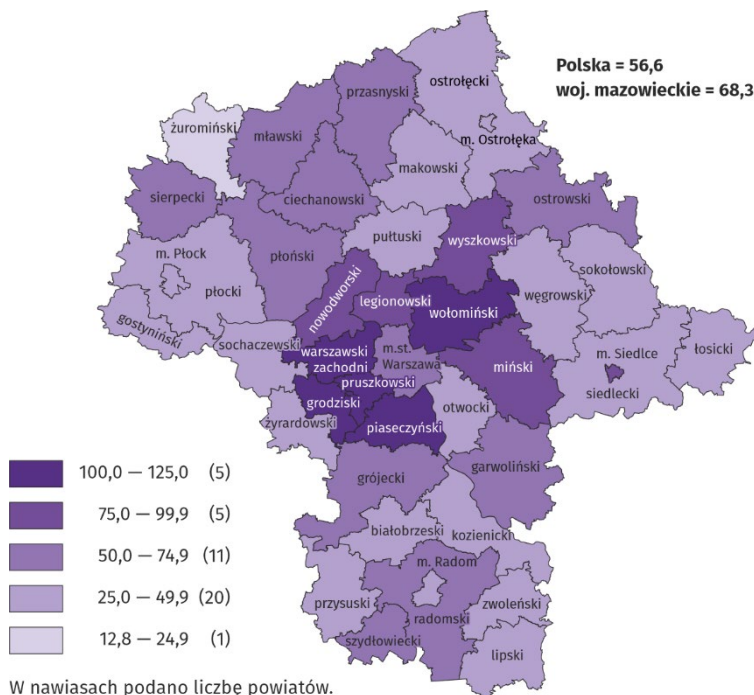 Polska = 56,6
woj. mazowieckie = 68,3
ostrołęcki
przasnyski
żuromiński
mławski
m. Ostrołęka
makowski
sierpecki
ciechanowski
ostrowski
pułtuski
wyszkowski
m. Płock
płoński
sokołowski
płocki
nowodworski
legionowski
węgrowski
gostyniński
wołomiński
sochaczewski
warszawski
zachodni
m.st.
Warszawa
miński
m. Siedlce
łosicki
pruszkowski
siedlecki
grodziski
otwocki
żyrardowski
piaseczyński
grójecki
garwoliński
białobrzeski
kozienicki
m. Radom
przysuski
zwoleński
radomski
szydłowiecki
lipski
100,0 — 125,0 (5)
75,0 — 99,9 (5)
50,0 — 74,9 (11)
25,0 — 49,9 (20)
12,8 — 24,9 (1)
W nawiasach podano liczbę powiatów.